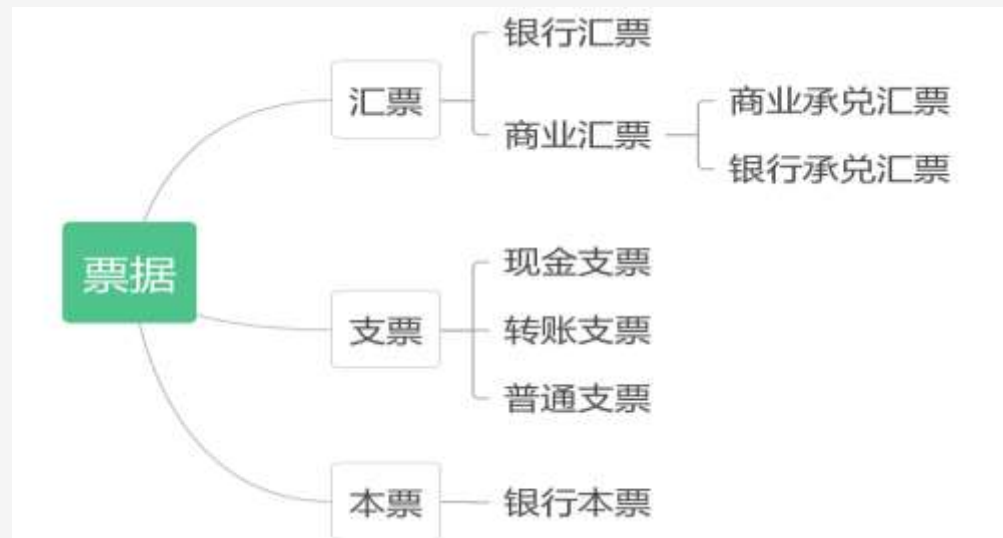 票据
汇票
银行汇票
商业汇票
商业承兑汇票
银行承兑汇票
支票
现金支票
转账支票
普通支票
本票
银行本票